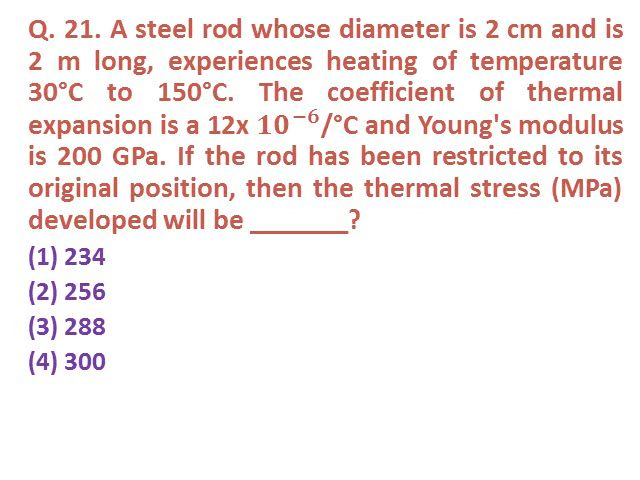 Q. 21. A steel rod whose diameter is 2 cm and is
2 m long, experiences heating of temperature
30°C to 150°C. The coefficient of thermal
expansion is a 12x 10⁻⁶/°C and Young's modulus
is 200 GPa. If the rod has been restricted to its
original position, then the thermal stress (MPa)
developed will be _______?
(1) 234
(2) 256
(3) 288
(4) 300